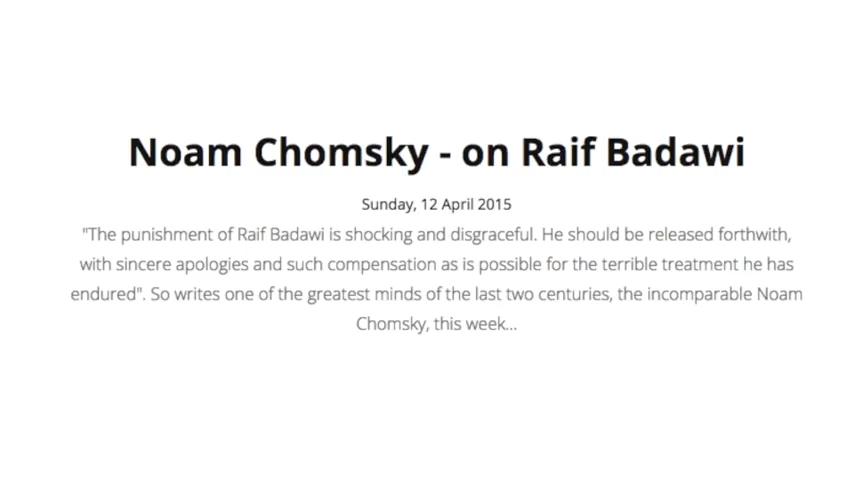 Noam Chomsky - on Raif Badawi
Sunday, 12 April 2015
"The punishment of Raif Badawi is shocking and disgraceful. He should be released forthwith,
with sincere apologies and such compensation as is possible for the terrible treatment he has
endured". So writes one of the greatest minds of the last two centuries, the incomparable Noam
Chomsky, this week...